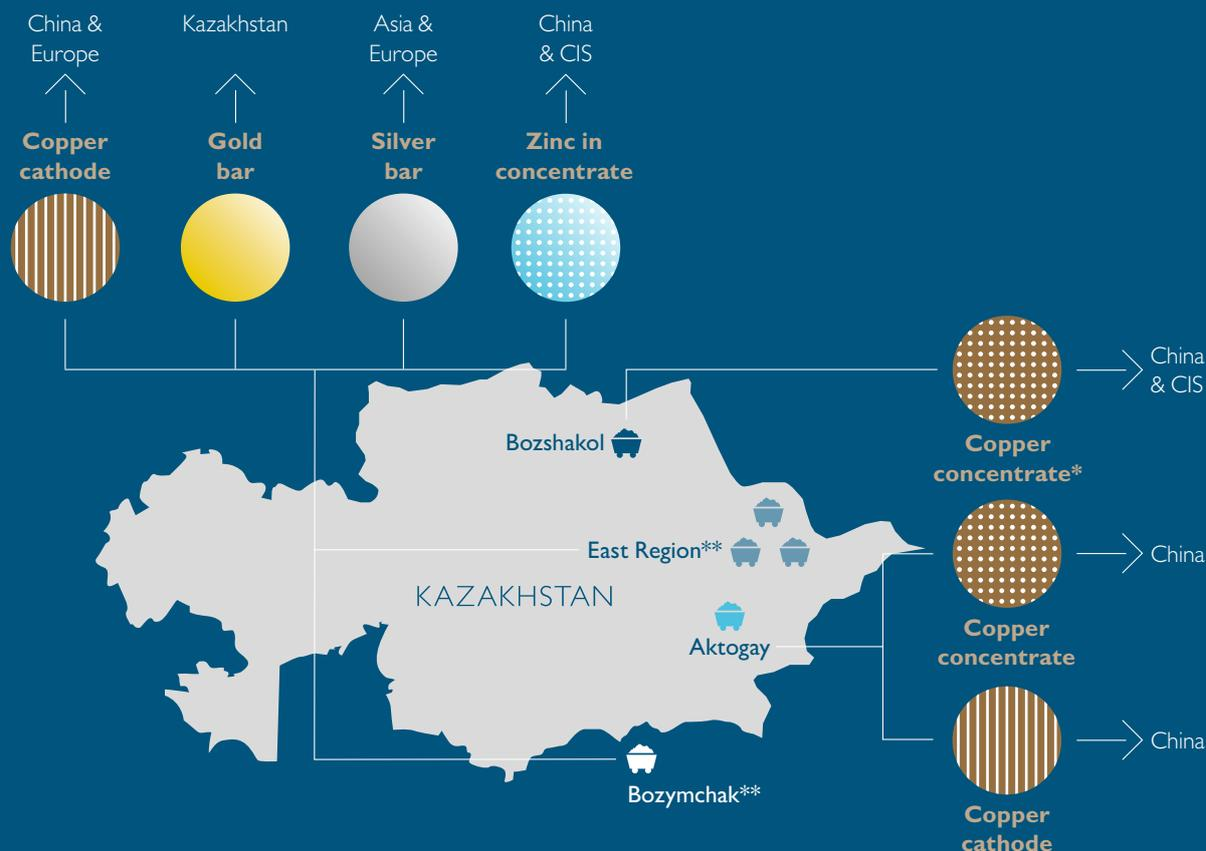 China &
Europe
Kazakhstan
Asia &
Europe
China
& CIS
Copper
cathode
Gold
bar
Silver
bar
Zinc in
concentrate
China
& CIS
Copper
concentrate*
Bozshakol
East Region**
China
KAZAKHSTAN
Copper
concentrate
Aktogay
China
Bozymchak**
Copper
cathode